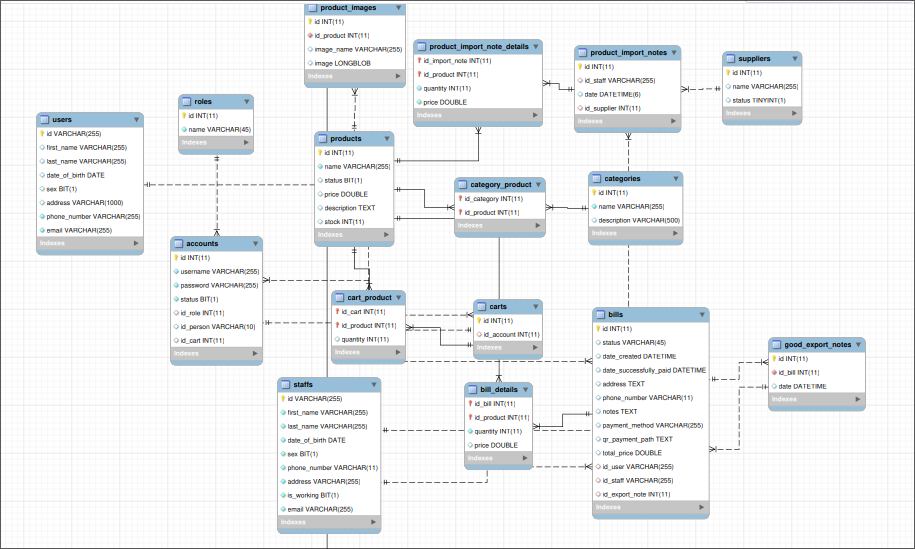 product_images
id INT(11)
id_product INT(11)
image_name VARCHAR(255)
image LONGBLOB
Indexes
product_import_note_details
id_import_note INT(11)
id_product INT(11)
quantity INT(11)
price DOUBLE
Indexes
product_import_notes
id INT(11)
id_staff VARCHAR(255)
date DATETIME(6)
id_supplier INT(11)
Indexes
suppliers
id INT(11)
name VARCHAR(255)
status TINYINT(1)
Indexes
roles
id INT(11)
name VARCHAR(45)
Indexes
users
id VARCHAR(255)
first_name VARCHAR(255)
last_name VARCHAR(255)
date_of_birth DATE
sex BIT(1)
address VARCHAR(1000)
phone_number VARCHAR(255)
email VARCHAR(255)
Indexes
products
id INT(11)
name VARCHAR(255)
status BIT(1)
price DOUBLE
description TEXT
stock INT(11)
Indexes
category_product
id_category INT(11)
id_product INT(11)
Indexes
categories
id INT(11)
name VARCHAR(255)
description VARCHAR(500)
Indexes
accounts
id INT(11)
username VARCHAR(255)
password VARCHAR(255)
status BIT(1)
id_role INT(11)
id_person VARCHAR(10)
id_cart INT(11)
Indexes
cart_product
id_cart INT(11)
id_product INT(11)
quantity INT(11)
Indexes
carts
id INT(11)
id_account INT(11)
Indexes
bills
id INT(11)
status VARCHAR(45)
date_created DATETIME
date_successfully_paid DATETIME
address TEXT
phone_number VARCHAR(11)
notes TEXT
payment_method VARCHAR(255)
qr_payment_path TEXT
total_price DOUBLE
id_user VARCHAR(255)
id_staff VARCHAR(255)
id_export_note INT(11)
Indexes
good_export_notes
id INT(11)
id_bill INT(11)
date DATETIME
Indexes
staffs
id VARCHAR(255)
first_name VARCHAR(255)
last_name VARCHAR(255)
date_of_birth DATE
sex BIT(1)
phone_number VARCHAR(11)
address VARCHAR(255)
is_working BIT(1)
email VARCHAR(255)
Indexes
bill_details
id_bill INT(11)
id_product INT(11)
quantity INT(11)
price DOUBLE
Indexes